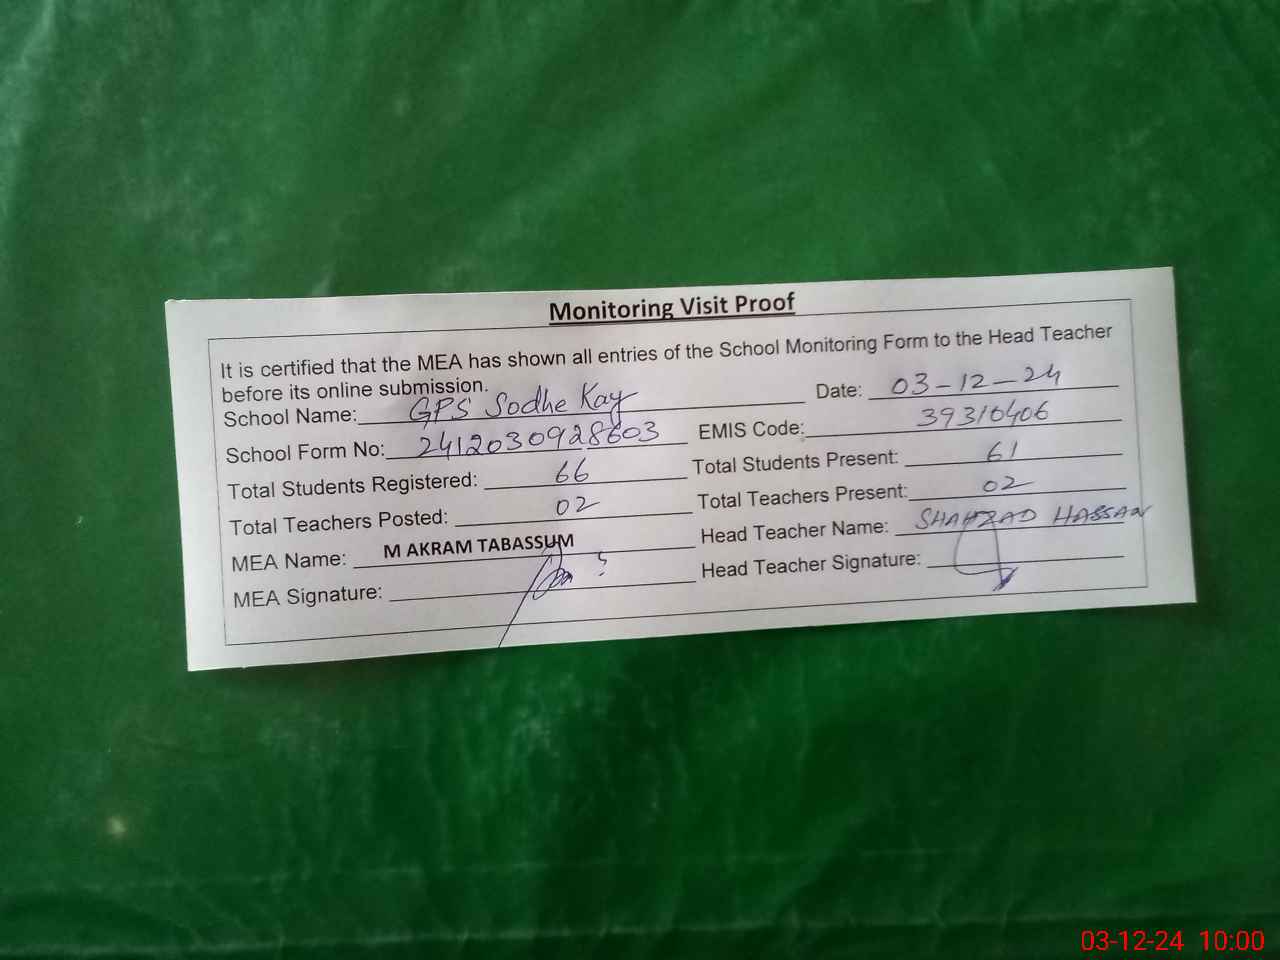 Monitoring Visit Proof
It is certified that the MEA has shown all entries of the School Monitoring Form to the Head Teacher
before its online submission.
School Name: GPS Sodhe Kay Date: 03-12-24
School Form No: 2412030928603 EMIS Code: 39310406
Total Students Registered: 66 Total Students Present: 61
Total Teachers Posted: 02 Total Teachers Present: 02
MEA Name: M AKRAM TABASSUM Head Teacher Name: SHAHZAD HASSAN
MEA Signature: Head Teacher Signature:
03-12-24 10:00